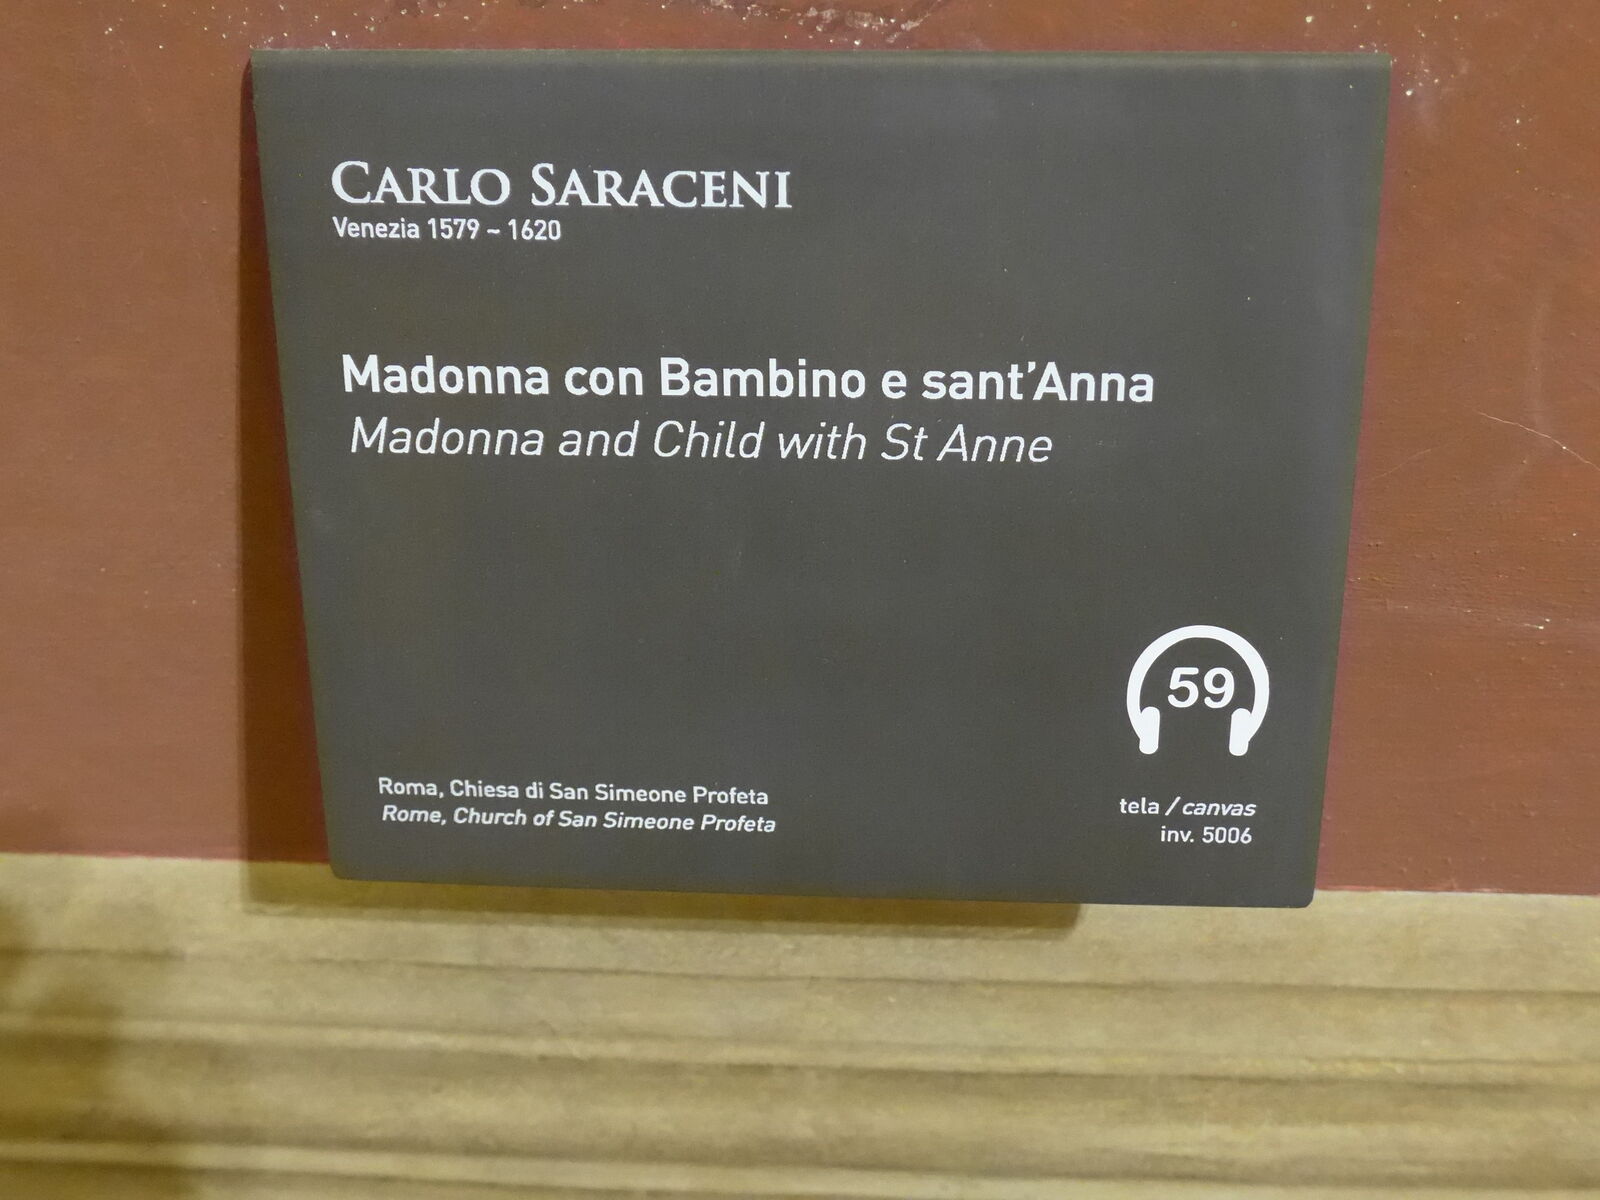 CARLO SARACENI
Venezia 1579 ~ 1620
Madonna con Bambino e sant'Anna
Madonna and Child with St Anne
59
Roma, Chiesa di San Simeone Profeta
Rome, Church of San Simeone Profeta
tela / canvas
inv. 5006